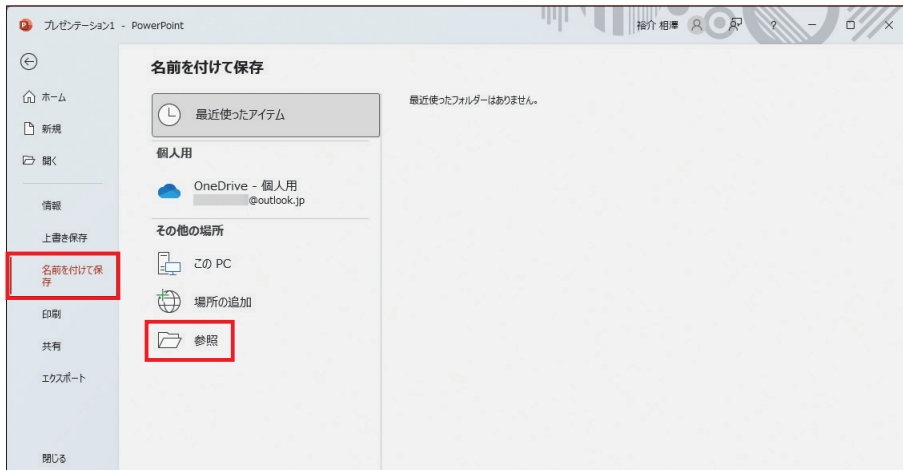 プレゼンテーション1 - PowerPoint
裕介 相澤
?
名前を付けて保存
ホーム
新規
開く
情報
上書き保存
名前を付けて保
存
印刷
共有
エクスポート
閉じる
最近使ったアイテム
個人用
OneDrive - 個人用
@outlook.jp
その他の場所
この PC
場所の追加
参照
最近使ったフォルダーはありません。